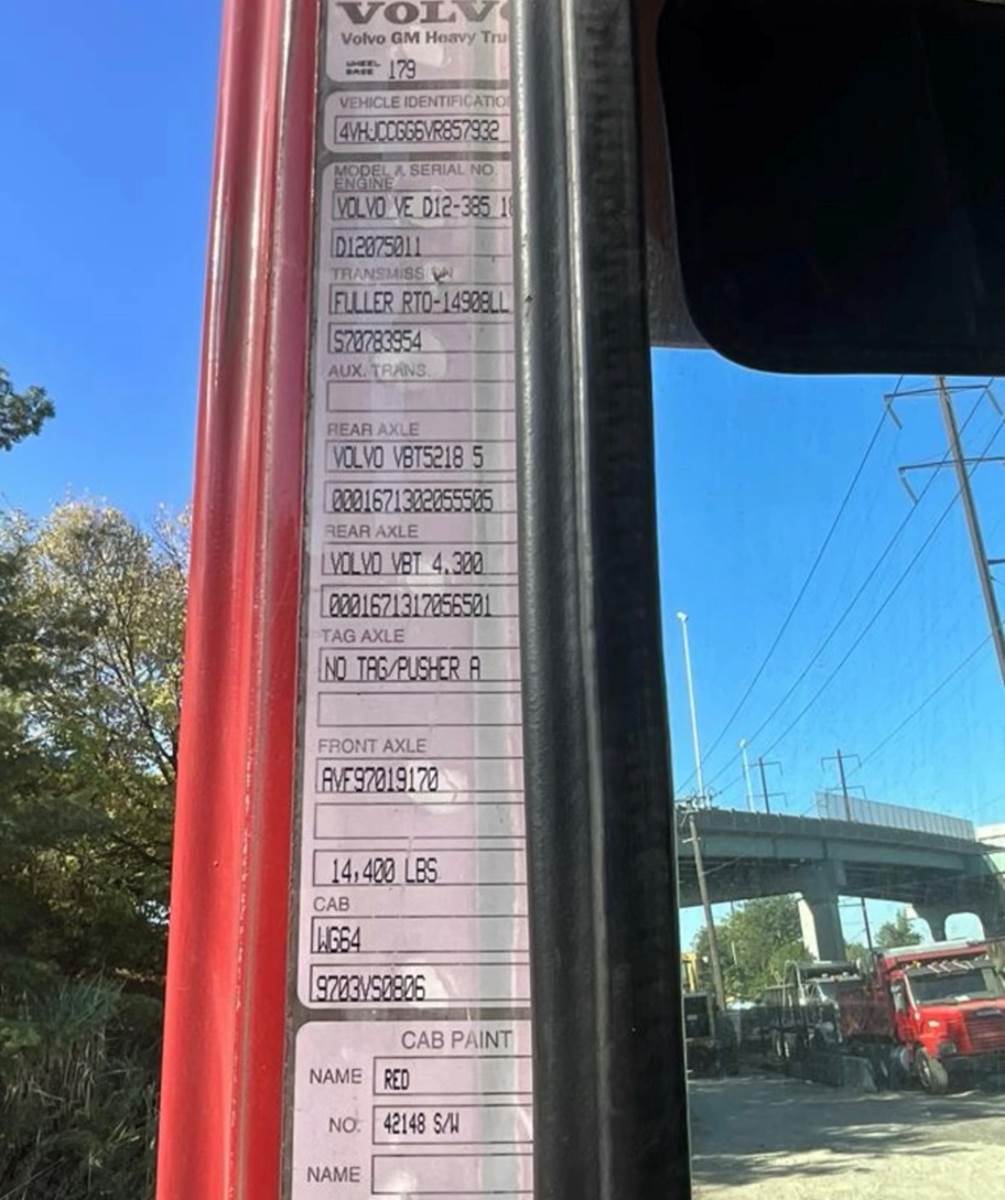 VOLV
Volvo GM Heavy Tru
WHEEL
BASE 179
VEHICLE IDENTIFICATIO
4VHJCCGG6VR857932
MODEL & SERIAL NO.
ENGINE
VOLVO VE D12-385 18
D12075011
TRANSMISSION
FULLER RTO-14908LL
S70783954
AUX. TRANS.
REAR AXLE
VOLVO VBT5218 5
0001671302055505
REAR AXLE
VOLVO VBT 4.300
0001671317056501
TAG AXLE
NO TAG/PUSHER A
FRONT AXLE
AVF97019170
14,400 LBS
CAB
WG64
9703VS0806
CAB PAINT
NAME RED
NO. 42148 S/W
NAME